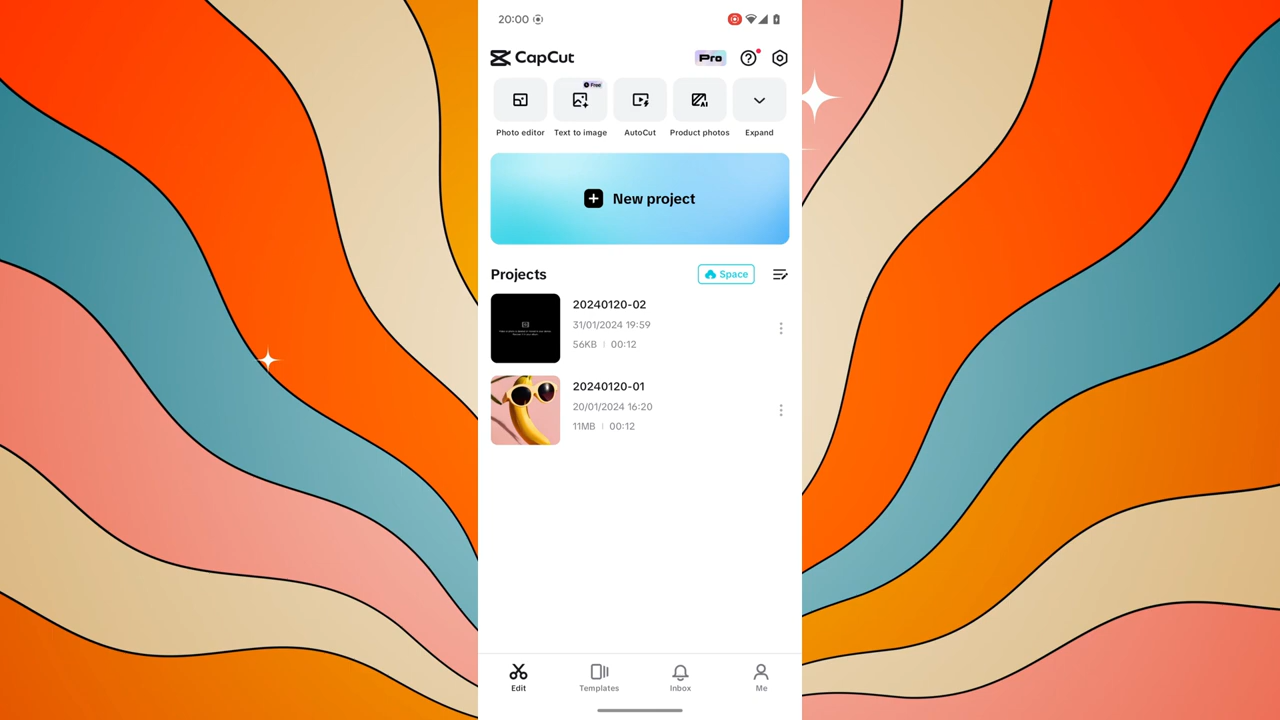 20:00
CapCut
Pro
Free
Photo editor
Text to image
AI
AutoCut
Product photos
Expand
New project
Projects
Space
20240120-02
31/01/2024 19:59
56KB | 00:12
20240120-01
20/01/2024 16:20
11MB | 00:12
Edit
Templates
Inbox
Me